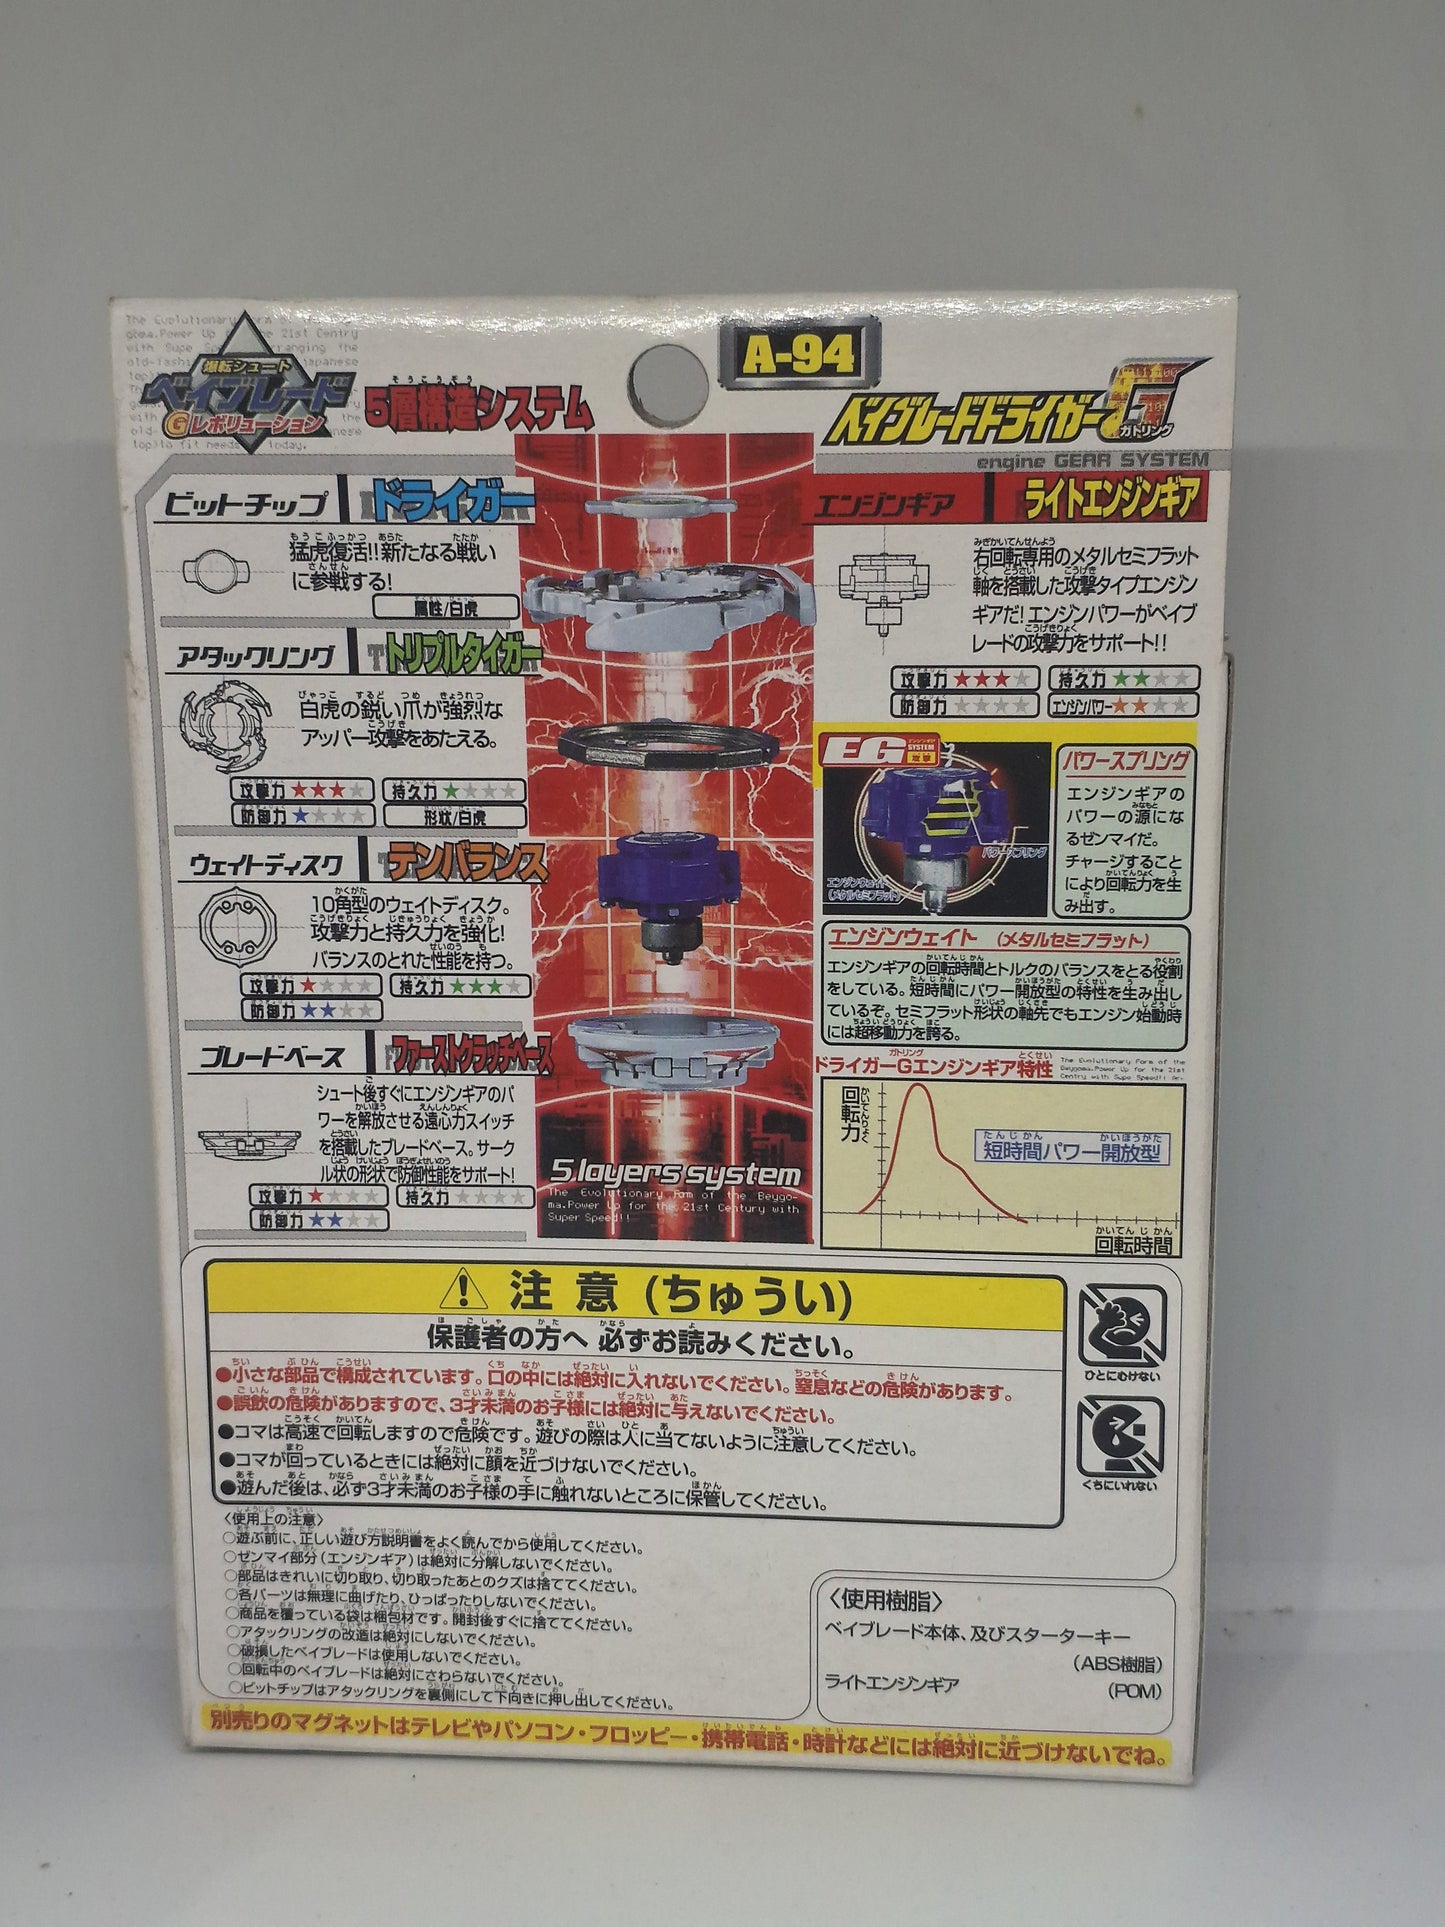 爆転シュート
ベイブレード
Gレボリューション
5層構造システム
A-94
ベイブレードドライガーG
ガトリング
engine GEAR SYSTEM
ビットチップ ドライガー
猛虎復活!!新たなる戦い
に参戦する!
属性/白虎
アタックリング トリプルタイガー
白虎の鋭い爪が強烈な
アッパー攻撃をあたえる。
攻撃力★★★★ 持久力★★★★
防御力★★★★ 形状/白虎
ウェイトディスク テンバランス
10角型のウェイトディスク。
攻撃力と持久力を強化!
バランスのとれた性能を持つ。
攻撃力★★★★ 持久力★★★★
防御力★★★★
ブレードベース ファーストクラッチベース
シュート後すぐにエンジンギアのパ
ワーを解放させる遠心力スイッチ
を搭載したブレードベース。サーク
ル状の形状で防御性能をサポート!
攻撃力★★★★ 持久力★★★★
防御力★★★★
5layers system
The Evolutionary Form of the Beygo-
ma.Power Up for the 21st Century with
Super Speed!!
エンジンギア ライトエンジンギア
右回転専用のメタルセミフラット
軸を搭載した攻撃タイプエンジン
ギアだ!エンジンパワーがベイブ
レードの攻撃力をサポート!!
攻撃力★★★★ 持久力★★★★
防御力★★★★ エンジンパワー★★★★
EG エンジンギア SYSTEM 攻撃
パワースプリング
エンジンウェイト
(メタルセミフラット)
パワースプリング
エンジンギアの
パワーの源にな
るゼンマイだ。
チャージすること
により回転力を生
み出す。
エンジンウェイト (メタルセミフラット)
エンジンギアの回転時間とトルクのバランスをとる役割
をしている。短時間にパワー開放型の特性を生み出し
ているぞ。セミフラット形状の軸先でもエンジン始動時
には超移動力を誇る。
ドライガーGエンジンギア特性
回転力
短時間パワー開放型
回転時間
注意(ちゅうい)
保護者の方へ 必ずお読みください。
●小さな部品で構成されています。口の中には絶対に入れないでください。窒息などの危険があります。
●誤飲の危険がありますので、3才未満のお子様には絶対に与えないでください。
●コマは高速で回転しますので危険です。遊びの際は人に当てないように注意してください。
●コマが回っているときには絶対に顔を近づけないでください。
●遊んだ後は、必ず3才未満のお子様の手に触れないところに保管してください。
ひとにむけない
くちにいれない
〈使用上の注意〉
○遊ぶ前に、正しい遊び方説明書をよく読んでから使用してください。
○ゼンマイ部分(エンジンギア)は絶対に分解しないでください。
○部品はきれいに切り取り、切り取ったあとのクズは捨ててください。
○各パーツは無理に曲げたり、ひっぱったりしないでください。
○商品を覆っている袋は梱包材です。開封後すぐに捨ててください。
○アタックリングの改造は絶対にしないでください。
○破損したベイブレードは使用しないでください。
○回転中のベイブレードは絶対にさわらないでください。
○ビットチップはアタックリングを裏側にして下向きに押し出してください。
〈使用樹脂〉
ベイブレード本体、及びスターターキー
(ABS樹脂)
ライトエンジンギア (POM)
別売りのマグネットはテレビやパソコン・フロッピー・携帯電話・時計などには絶対に近づけないでね。